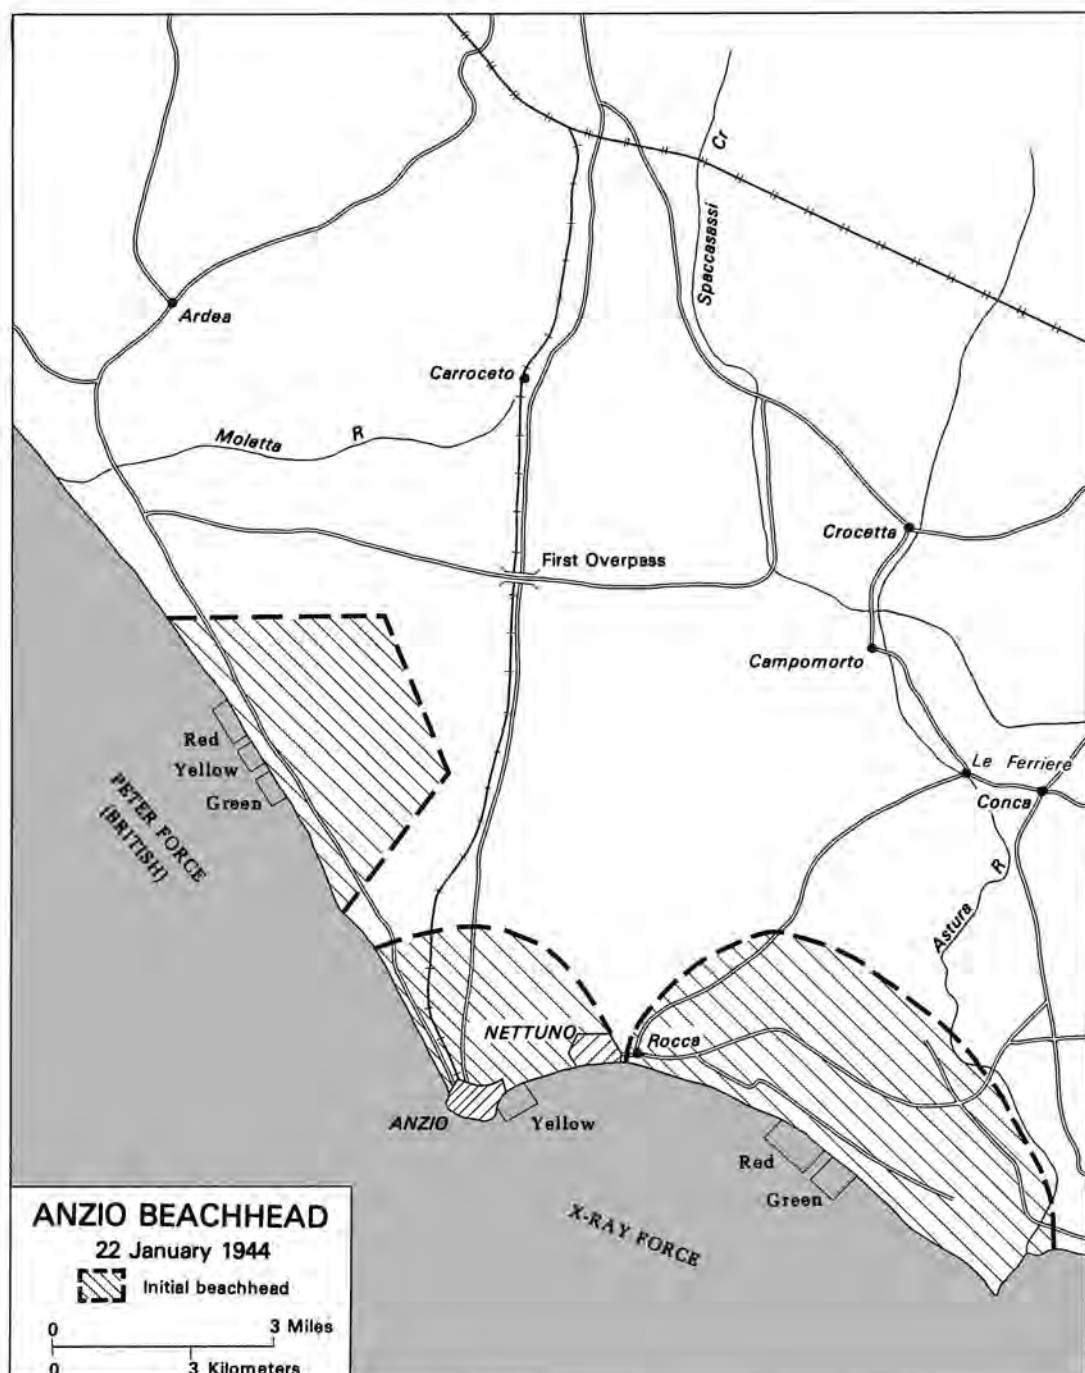 Cr
Spaccasassi
Ardea
Carroceto
Moletta
R
Crocetta
First Overpass
Campomorto
Red
Yellow
Green
PETER FORCE
(BRITISH)
Le Ferriere
Conca
R
Astura
NETTUNO
Rocca
ANZIO
Yellow
Red
Green
X-RAY FORCE
ANZIO BEACHHEAD
22 January 1944
Initial beachhead
0 3 Miles
0 3 Kilometers